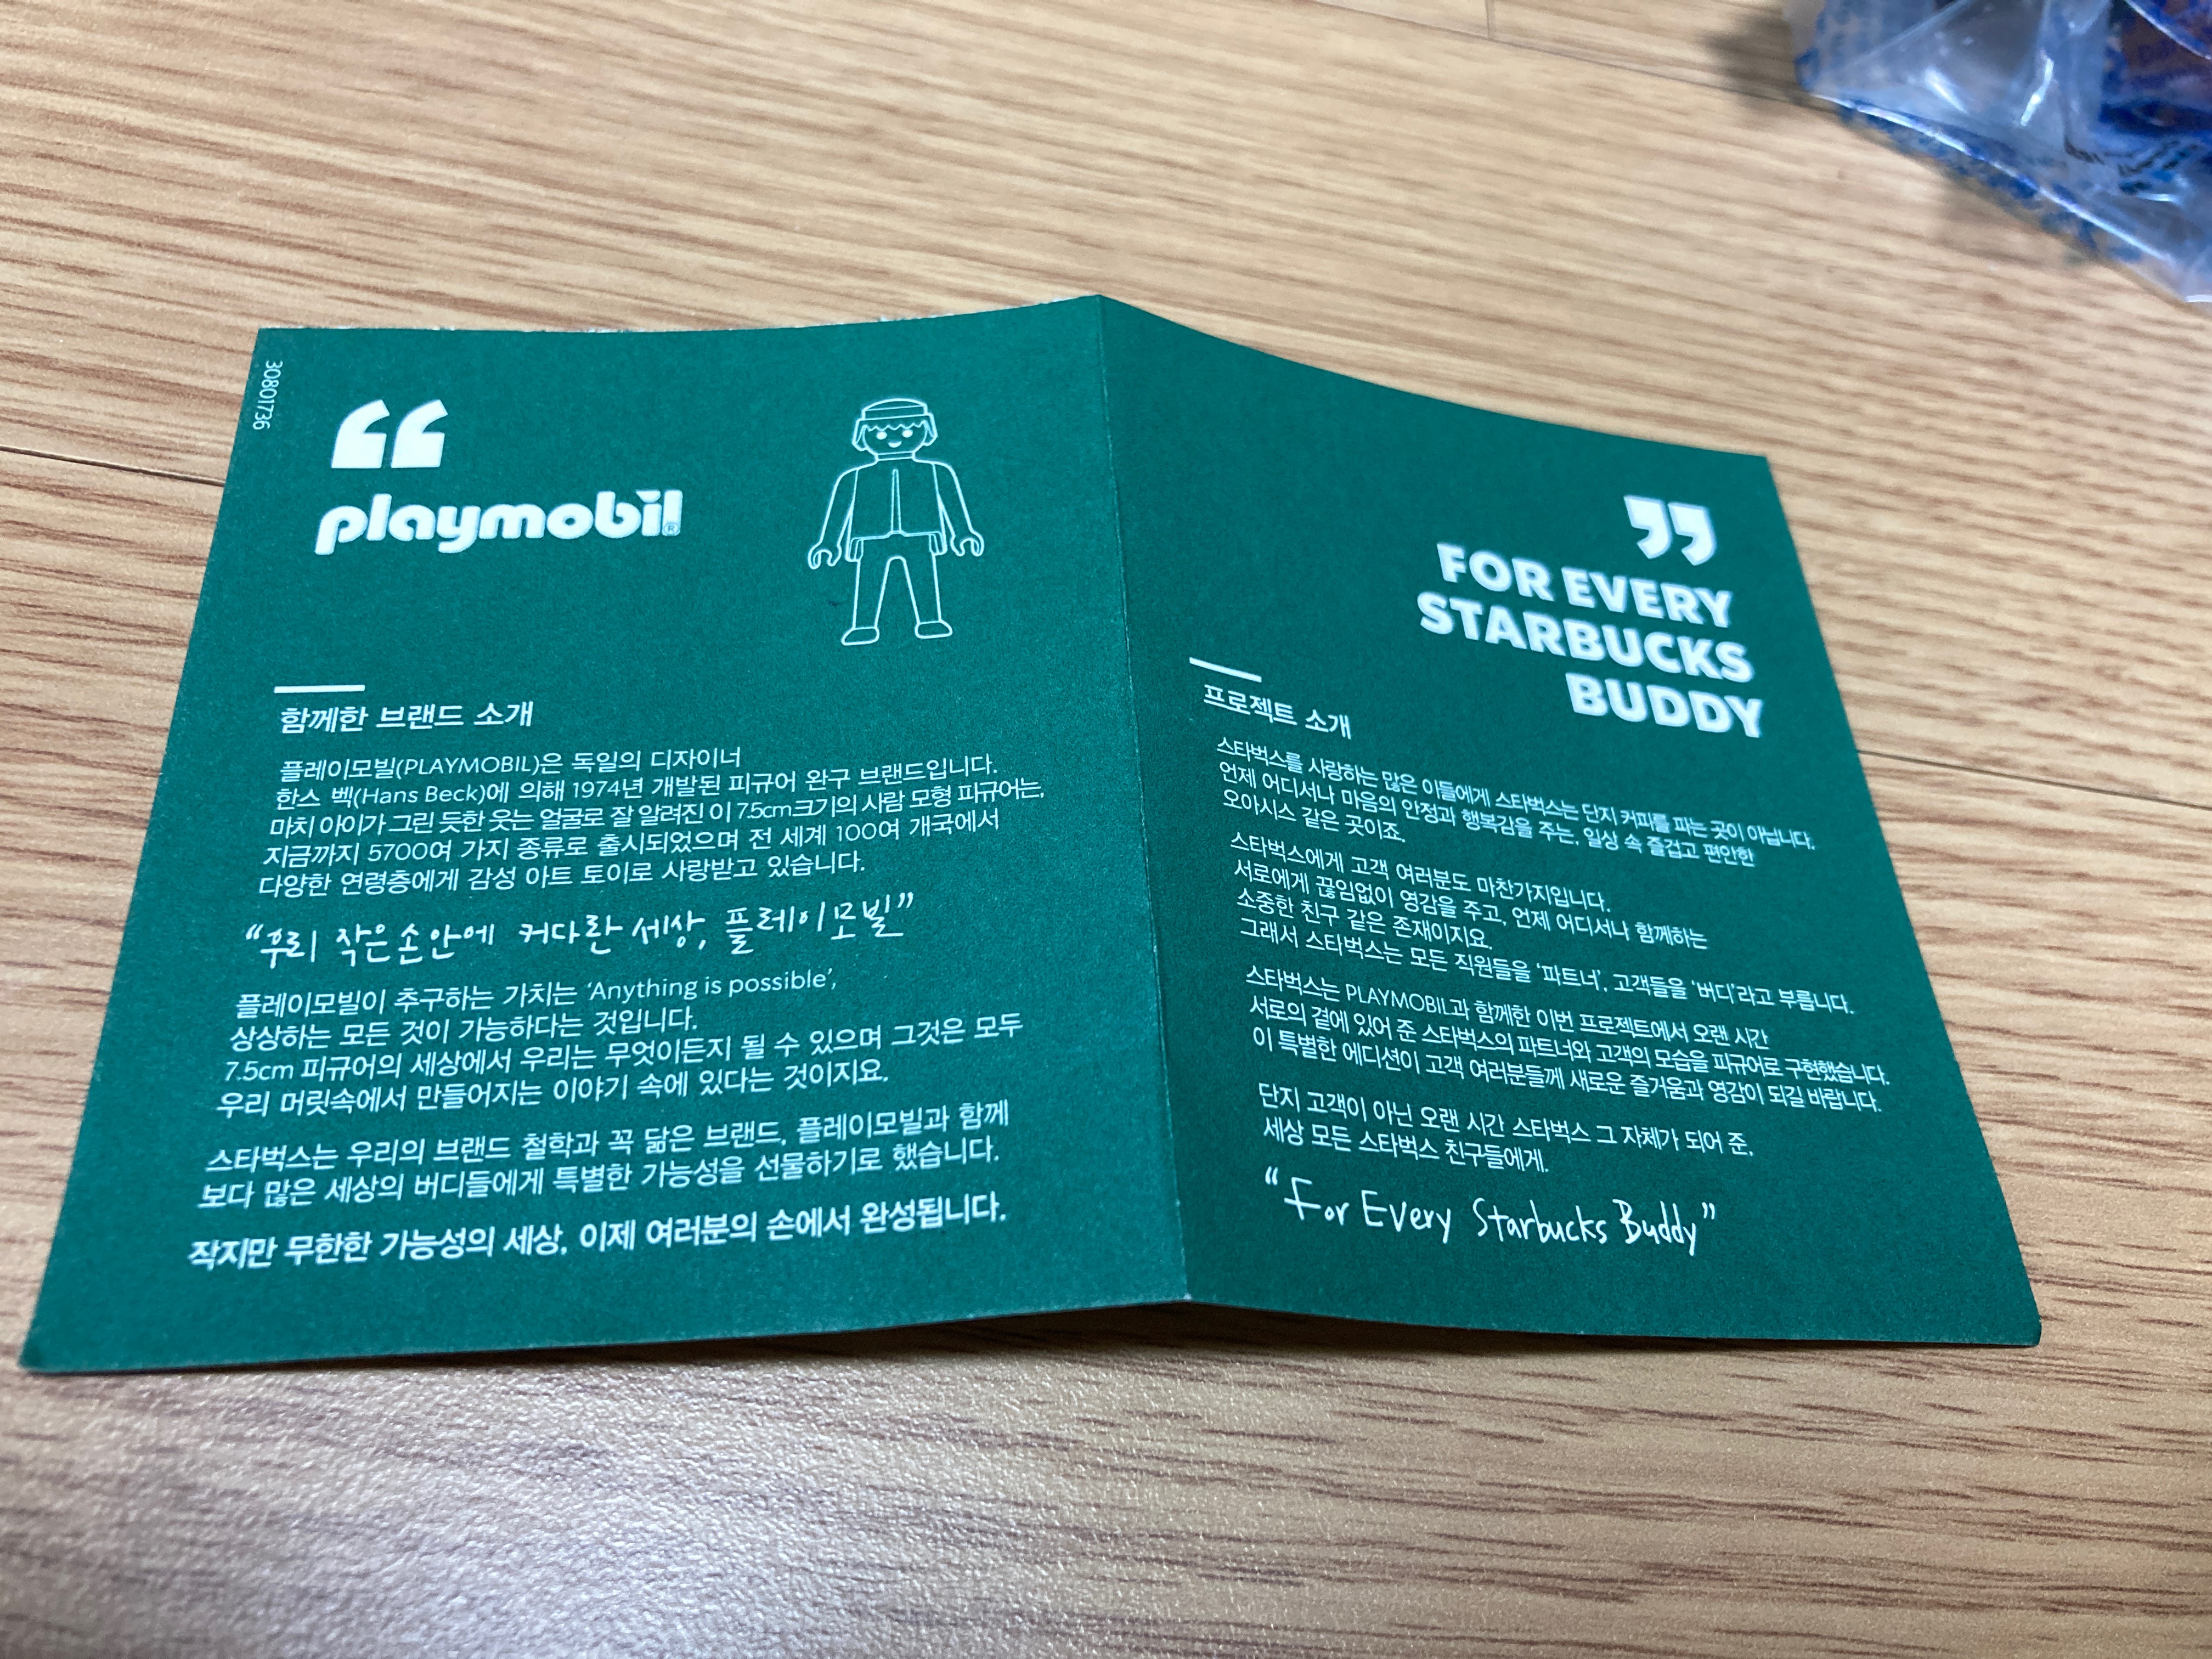 30801736
“
playmobil®
함께한 브랜드 소개
플레이모빌(PLAYMOBIL)은 독일의 디자이너
한스 벡(Hans Beck)에 의해 1974년 개발된 피규어 완구 브랜드입니다.
마치 아이가 그린 듯한 웃는 얼굴로 잘 알려진 이 7.5cm크기의 사람 모형 피규어는,
지금까지 5700여 가지 종류로 출시되었으며 전 세계 100여 개국에서
다양한 연령층에게 감성 아트 토이로 사랑받고 있습니다.
“우리 작은 손안에 커다란 세상, 플레이모빌”
플레이모빌이 추구하는 가치는 ‘Anything is possible’,
상상하는 모든 것이 가능하다는 것입니다.
7.5cm 피규어의 세상에서 우리는 무엇이든지 될 수 있으며 그것은 모두
우리 머릿속에서 만들어지는 이야기 속에 있다는 것이지요.
스타벅스는 우리의 브랜드 철학과 꼭 닮은 브랜드, 플레이모빌과 함께
보다 많은 세상의 버디들에게 특별한 가능성을 선물하기로 했습니다.
작지만 무한한 가능성의 세상, 이제 여러분의 손에서 완성됩니다.
”
FOR EVERY
STARBUCKS
BUDDY
프로젝트 소개
스타벅스를 사랑하는 많은 이들에게 스타벅스는 단지 커피를 파는 곳이 아닙니다.
언제 어디서나 마음의 안정과 행복감을 주는, 일상 속 즐겁고 편안한
오아시스 같은 곳이죠.
스타벅스에게 고객 여러분도 마찬가지입니다.
서로에게 끊임없이 영감을 주고, 언제 어디서나 함께하는
소중한 친구 같은 존재이지요.
그래서 스타벅스는 모든 직원들을 ‘파트너’, 고객들을 ‘버디’라고 부릅니다.
스타벅스는 PLAYMOBIL과 함께한 이번 프로젝트에서 오랜 시간
서로의 곁에 있어 준 스타벅스의 파트너와 고객의 모습을 피규어로 구현했습니다.
이 특별한 에디션이 고객 여러분들께 새로운 즐거움과 영감이 되길 바랍니다.
단지 고객이 아닌 오랜 시간 스타벅스 그 자체가 되어 준,
세상 모든 스타벅스 친구들에게.
“For Every Starbucks Buddy”